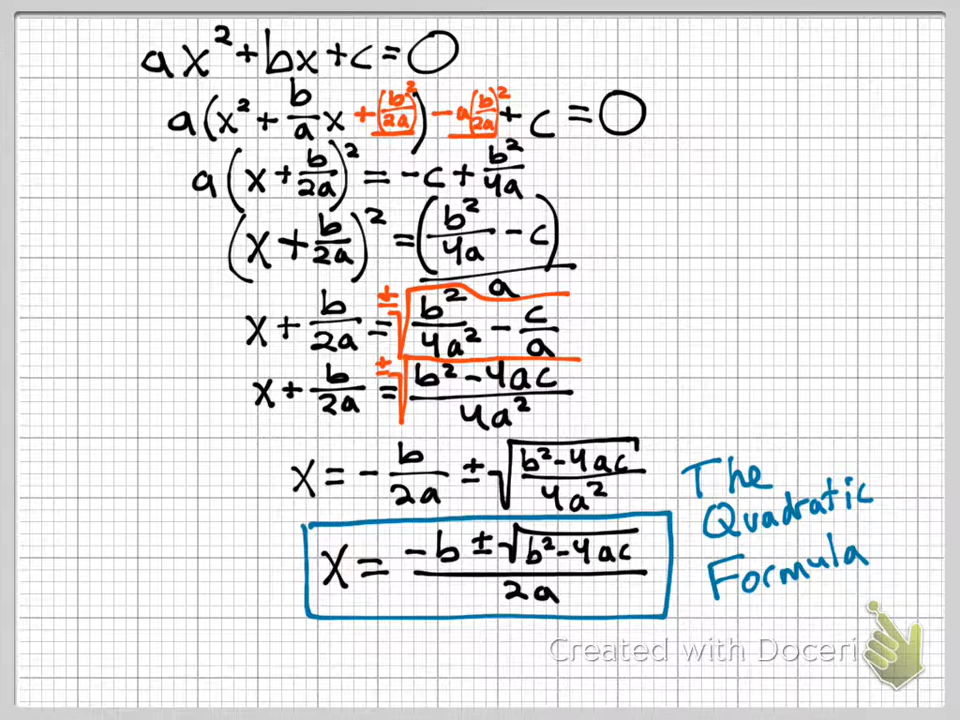 ax² + bx + c = 0
a(x² + b/a x + (b/2a)²) - a(b/2a)² + c = 0
a(x + b/2a)² = -c + b²/4a
(x + b/2a)² = (b²/4a - c)/a
x + b/2a = ±√(b²/4a² - c/a)
x + b/2a = ±√((b² - 4ac)/4a²)
x = -b/2a ± √((b² - 4ac)/4a²)
x = (-b ± √(b² - 4ac))/2a
The
Quadratic
Formula
Created with Doceri